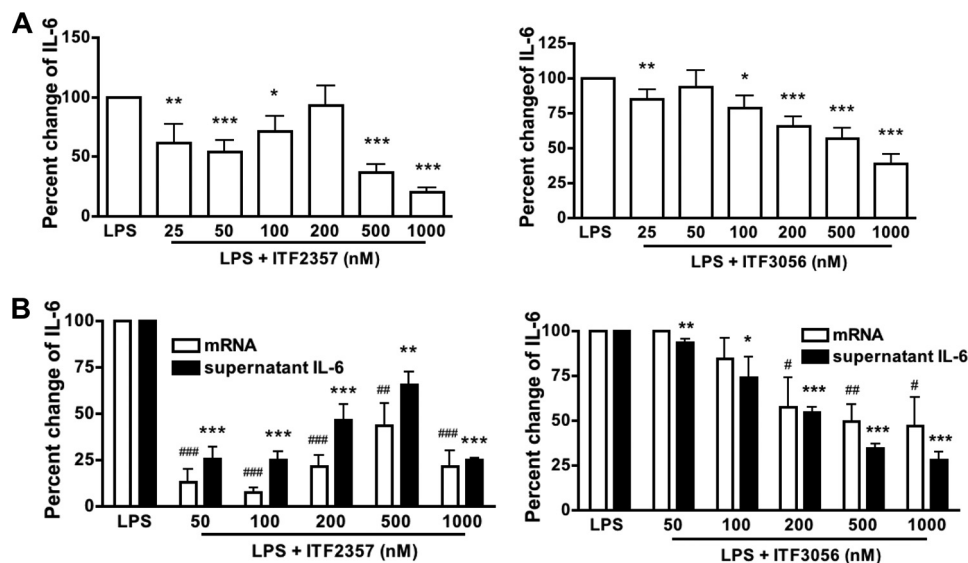 A
Percent change of IL-6
150
100
50
0
** *** * *** ***
LPS 25 50 100 200 500 1000
LPS + ITF2357 (nM)
Percent changeof IL-6
125
100
75
50
25
0
** * *** *** ***
LPS 25 50 100 200 500 1000
LPS + ITF3056 (nM)
B
Percent change of IL-6
100
75
50
25
0
mRNA
supernatant IL-6
### *** ### *** ### *** ## ** ### ***
LPS 50 100 200 500 1000
LPS + ITF2357 (nM)
Percent change of IL-6
100
75
50
25
0
mRNA
supernatant IL-6
** * # *** ## *** # ***
LPS 50 100 200 500 1000
LPS + ITF3056 (nM)